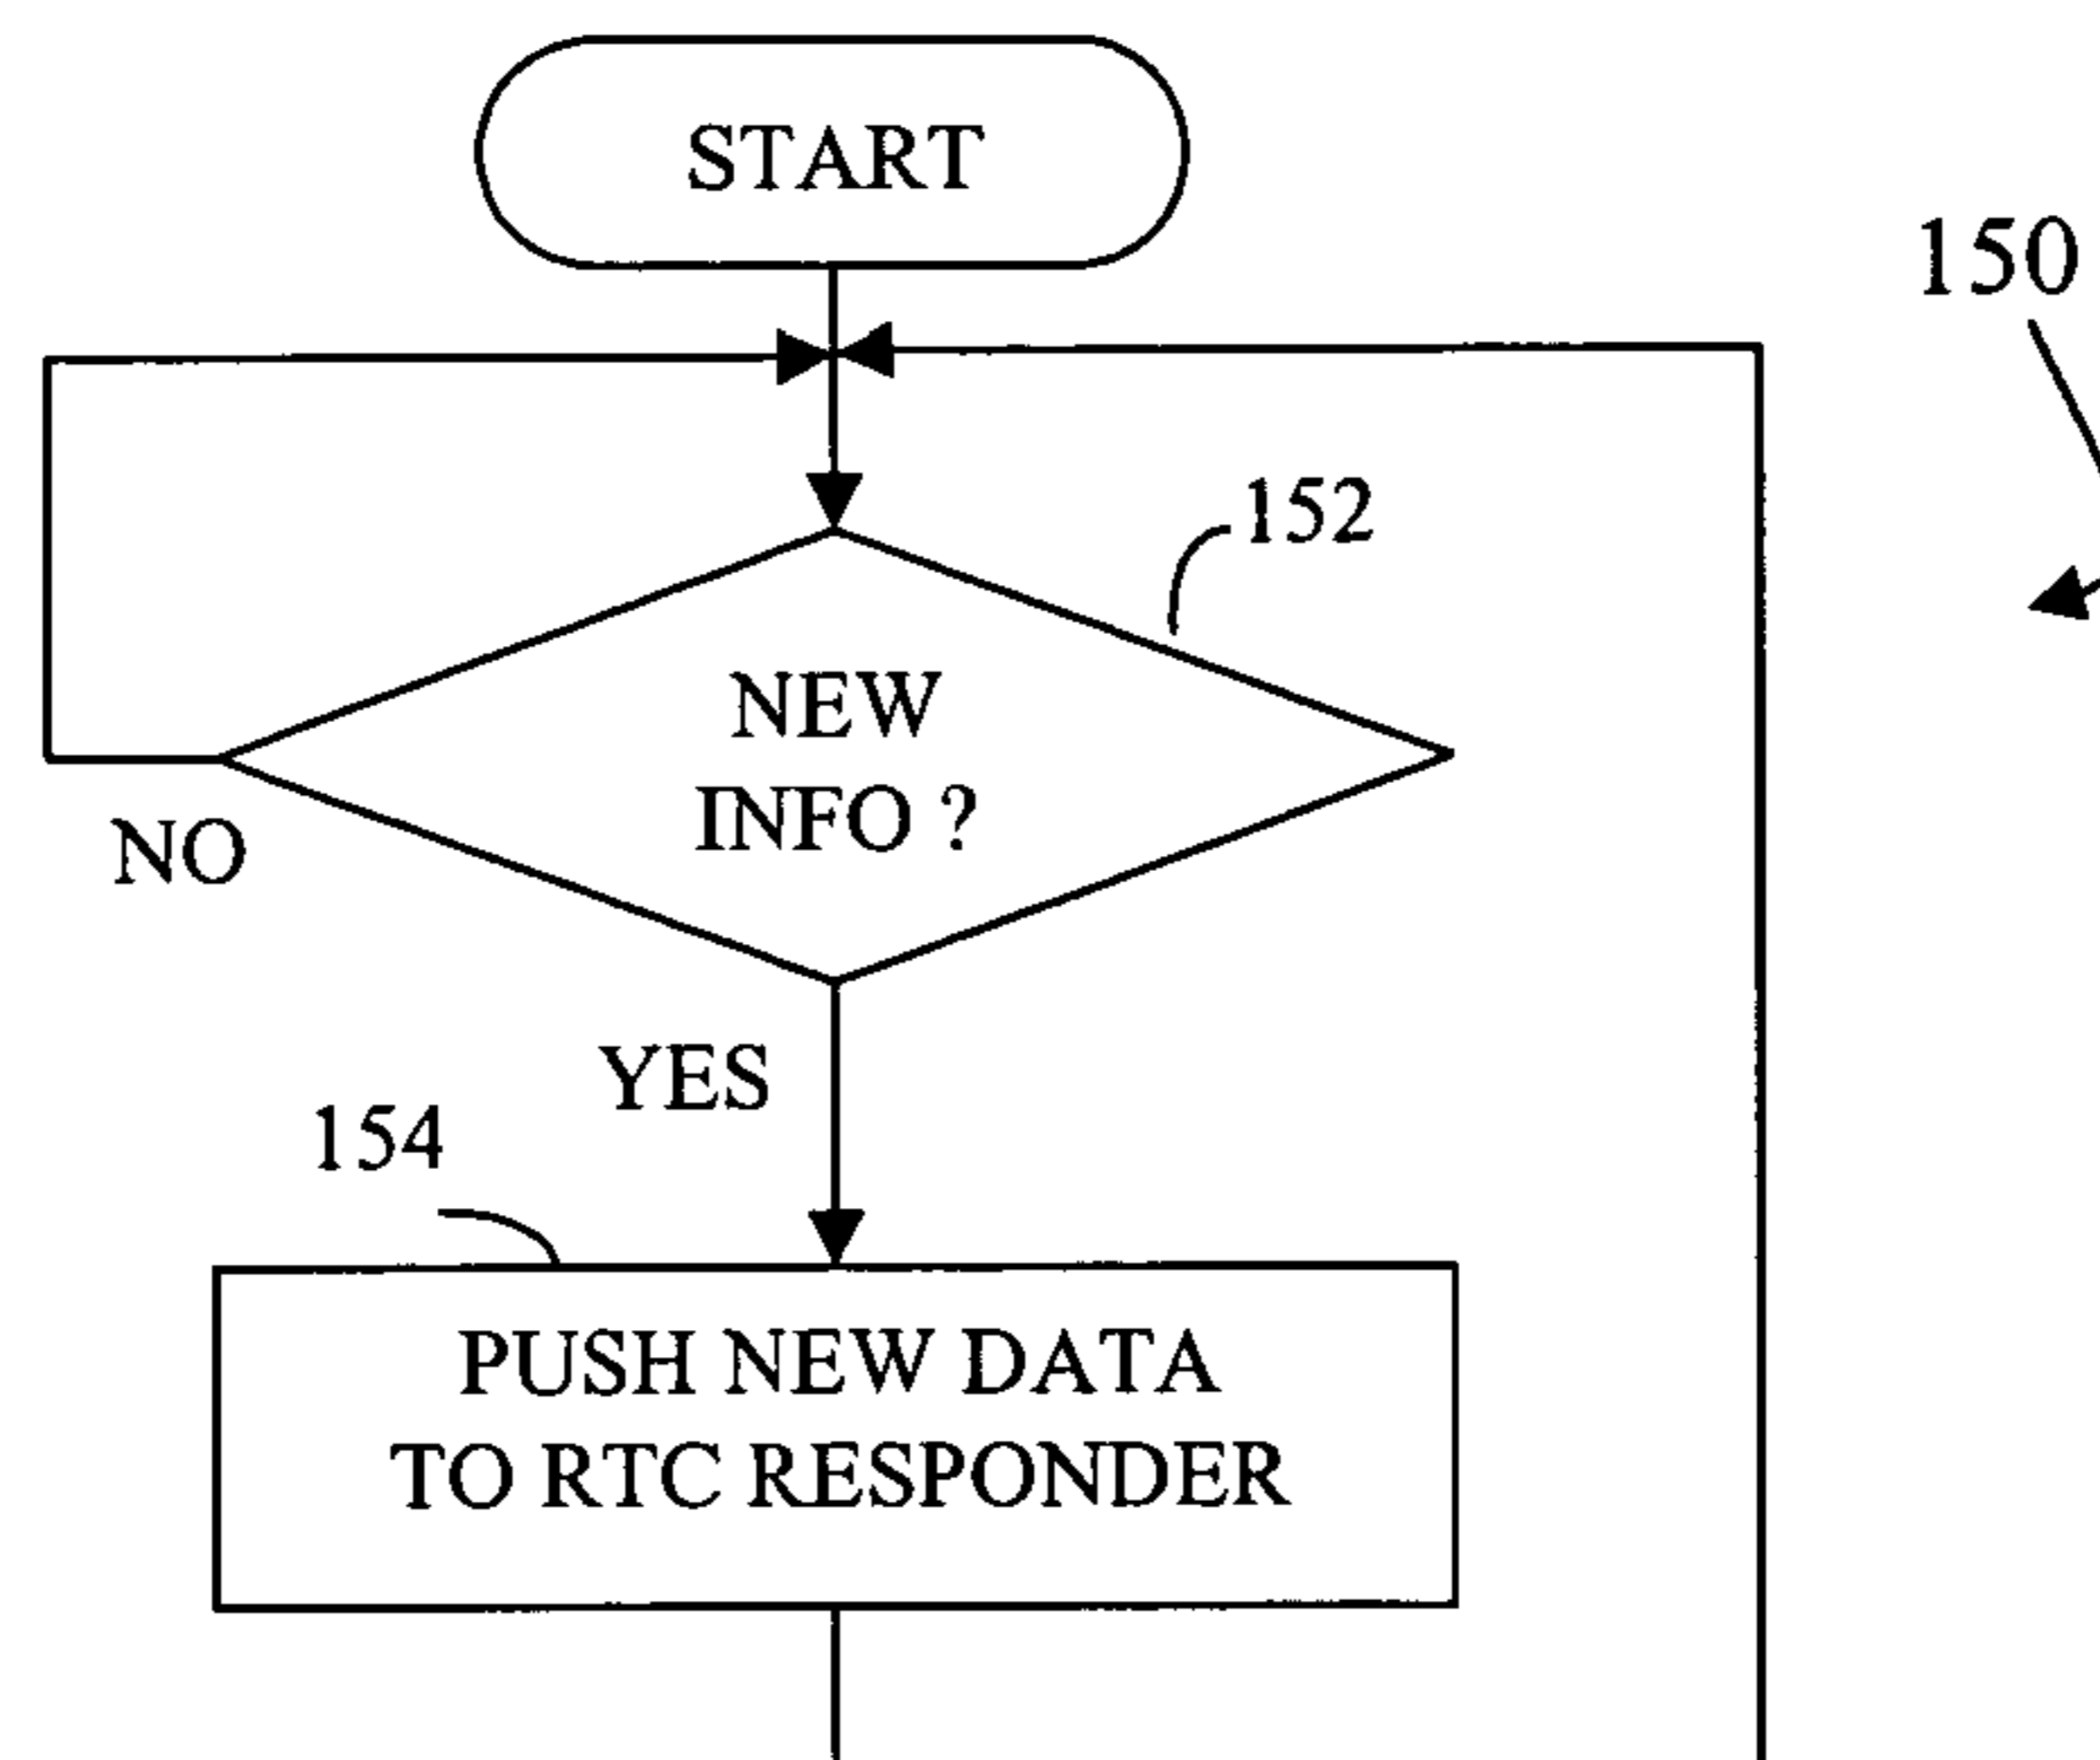 START
150
152
NEW
INFO ?
NO
YES
154
PUSH NEW DATA
TO RTC RESPONDER